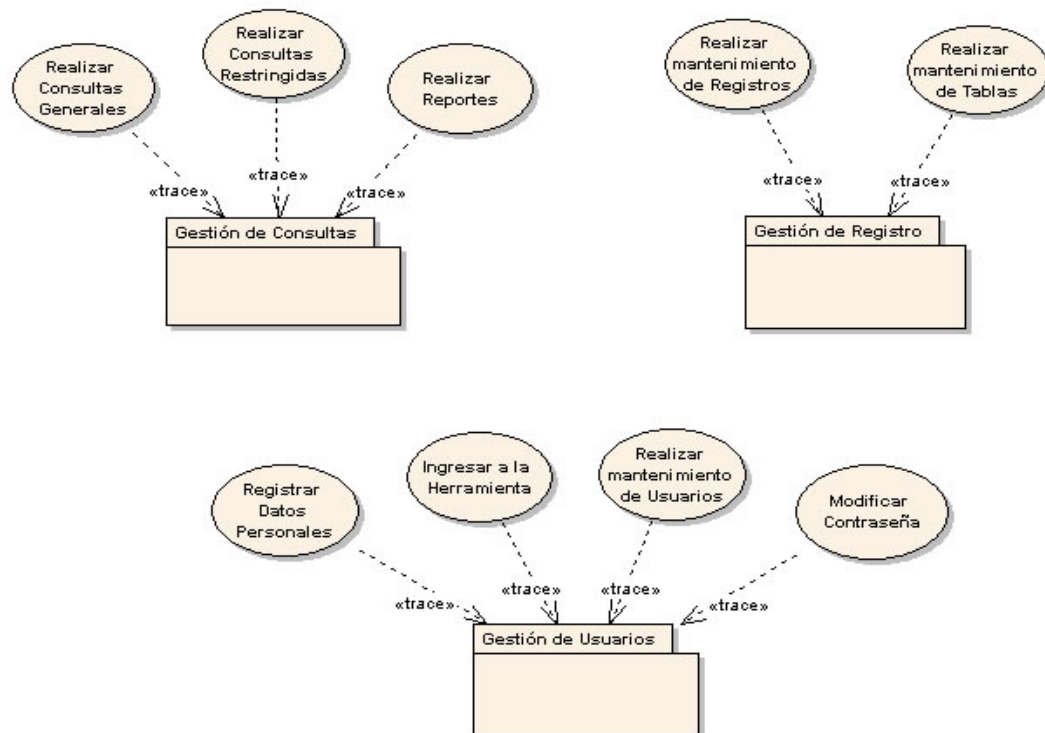 Realizar
Consultas
Generales
Realizar
Consultas
Restringidas
Realizar
Reportes
«trace»
«trace»
«trace»
Gestión de Consultas
Realizar
mantenimiento
de Registros
Realizar
mantenimiento
de Tablas
«trace»
«trace»
Gestión de Registro
Registrar
Datos
Personales
Ingresar a la
Herramienta
Realizar
mantenimiento
de Usuarios
Modificar
Contraseña
«trace»
«trace»
«trace»
«trace»
Gestión de Usuarios